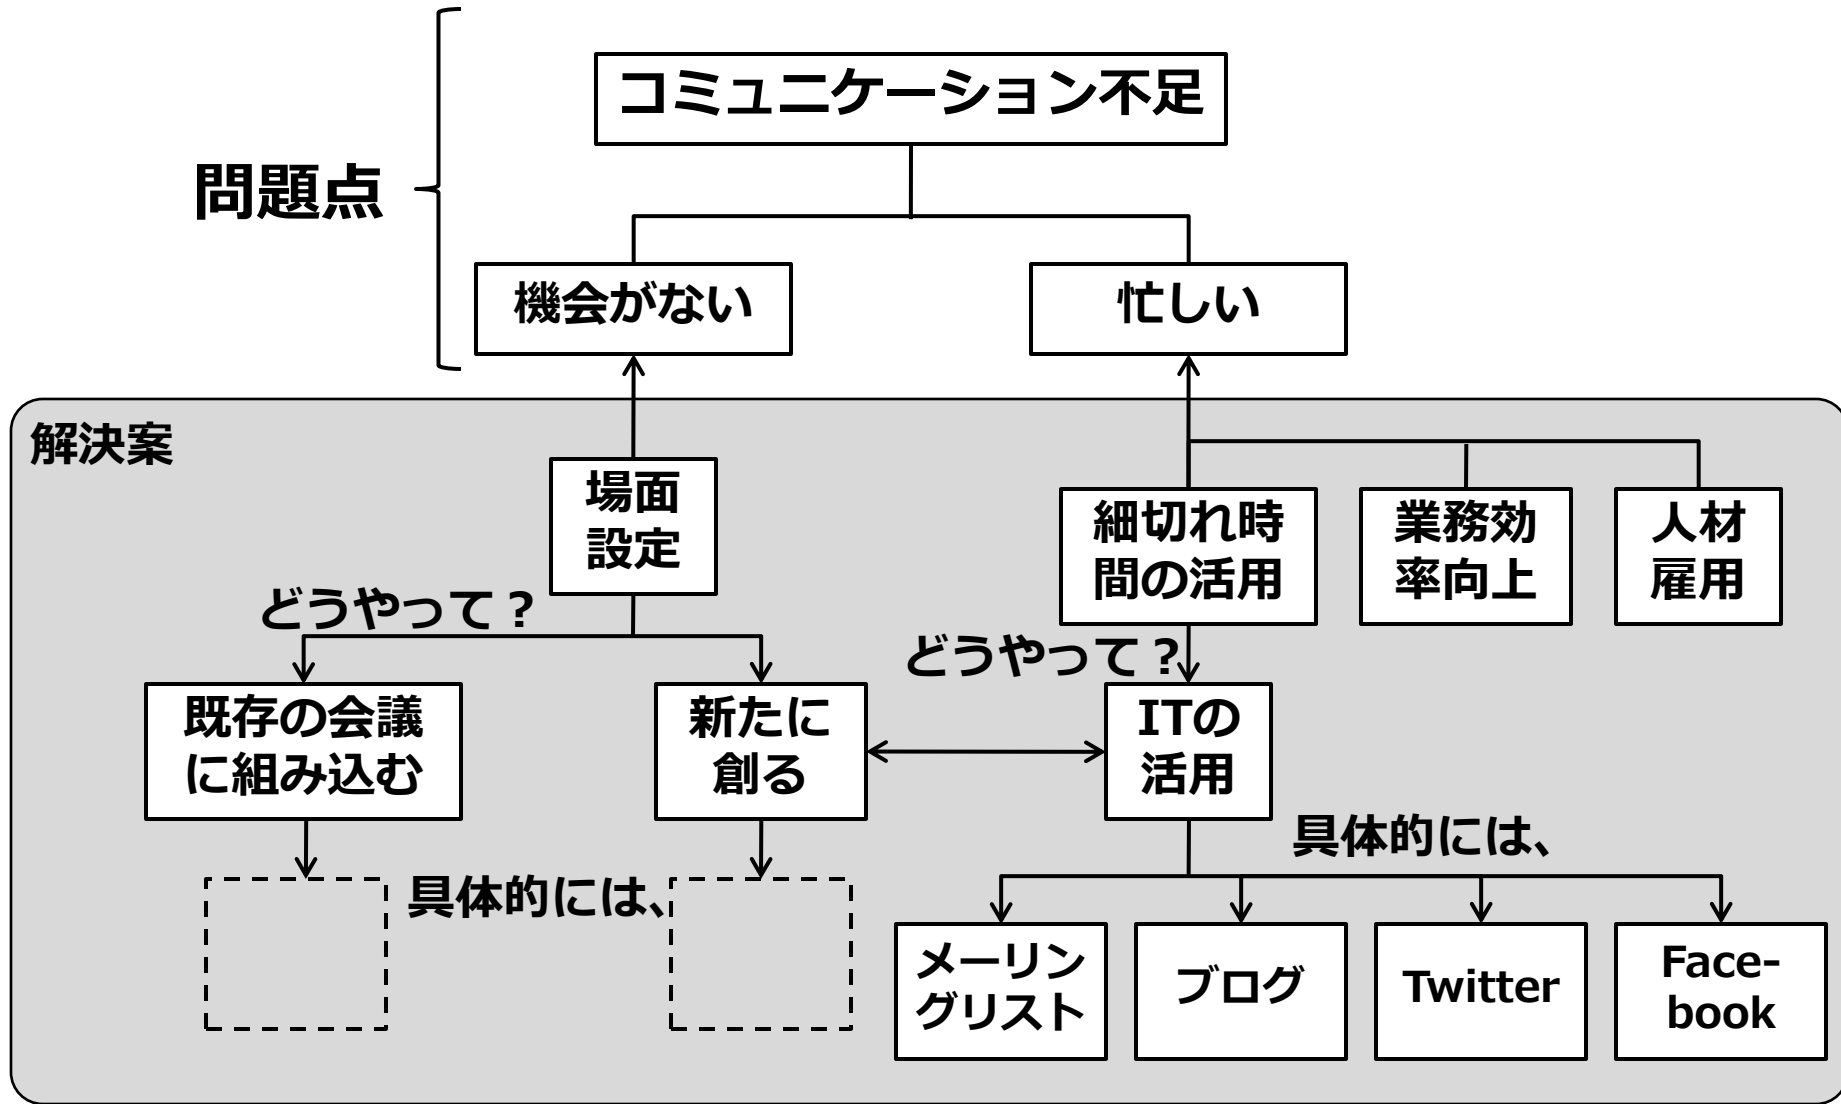 コミュニケーション不足
問題点
機会がない
忙しい
解決案
場面
設定
細切れ時
間の活用
業務効
率向上
人材
雇用
どうやって？
どうやって？
既存の会議
に組み込む
新たに
創る
ITの
活用
具体的には、
具体的には、
メーリン
グリスト
ブログ
Twitter
Face-
book